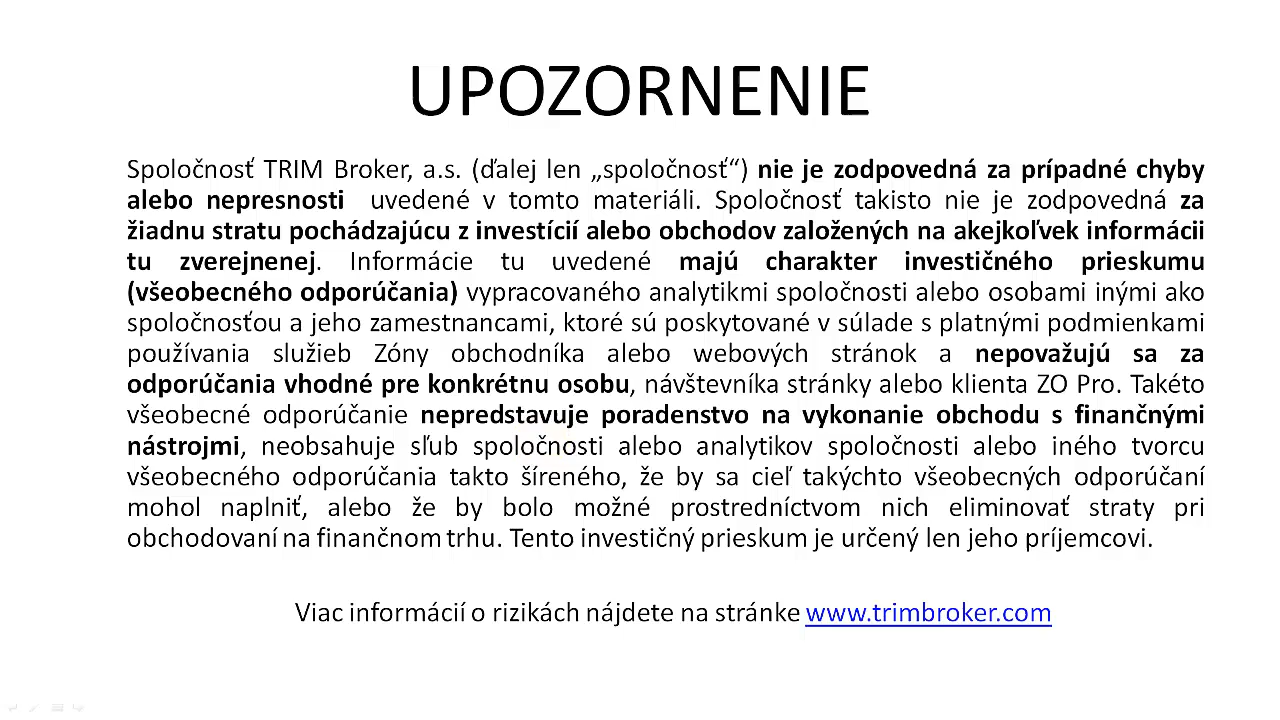 UPOZORNENIE
Spoločnosť TRIM Broker, a.s. (ďalej len „spoločnosť“) nie je zodpovedná za prípadné chyby
alebo nepresnosti uvedené v tomto materiáli. Spoločnosť takisto nie je zodpovedná za
žiadnu stratu pochádzajúcu z investícií alebo obchodov založených na akejkoľvek informácii
tu zverejnenej. Informácie tu uvedené majú charakter investičného prieskumu
(všeobecného odporúčania) vypracovaného analytikmi spoločnosti alebo osobami inými ako
spoločnosťou a jeho zamestnancami, ktoré sú poskytované v súlade s platnými podmienkami
používania služieb Zóny obchodníka alebo webových stránok a nepovažujú sa za
odporúčania vhodné pre konkrétnu osobu, návštevníka stránky alebo klienta ZO Pro. Takéto
všeobecné odporúčanie nepredstavuje poradenstvo na vykonanie obchodu s finančnými
nástrojmi, neobsahuje sľub spoločnosti alebo analytikov spoločnosti alebo iného tvorcu
všeobecného odporúčania takto šíreného, že by sa cieľ takýchto všeobecných odporúčaní
mohol naplniť, alebo že by bolo možné prostredníctvom nich eliminovať straty pri
obchodovaní na finančnom trhu. Tento investičný prieskum je určený len jeho príjemcovi.
Viac informácií o rizikách nájdete na stránke www.trimbroker.com